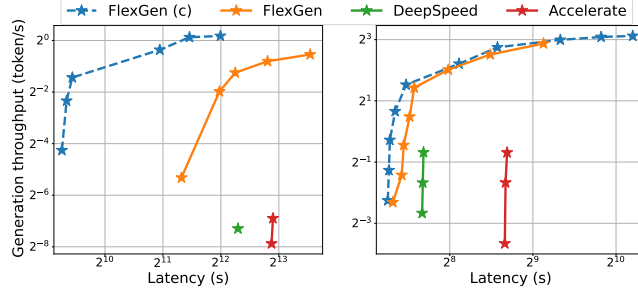 FlexGen (c) FlexGen DeepSpeed Accelerate
Generation throughput (token/s)
2^0
2^-2
2^-4
2^-6
2^-8
2^10 2^11 2^12 2^13
Latency (s)
2^3
2^1
2^-1
2^-3
2^8 2^9 2^10
Latency (s)